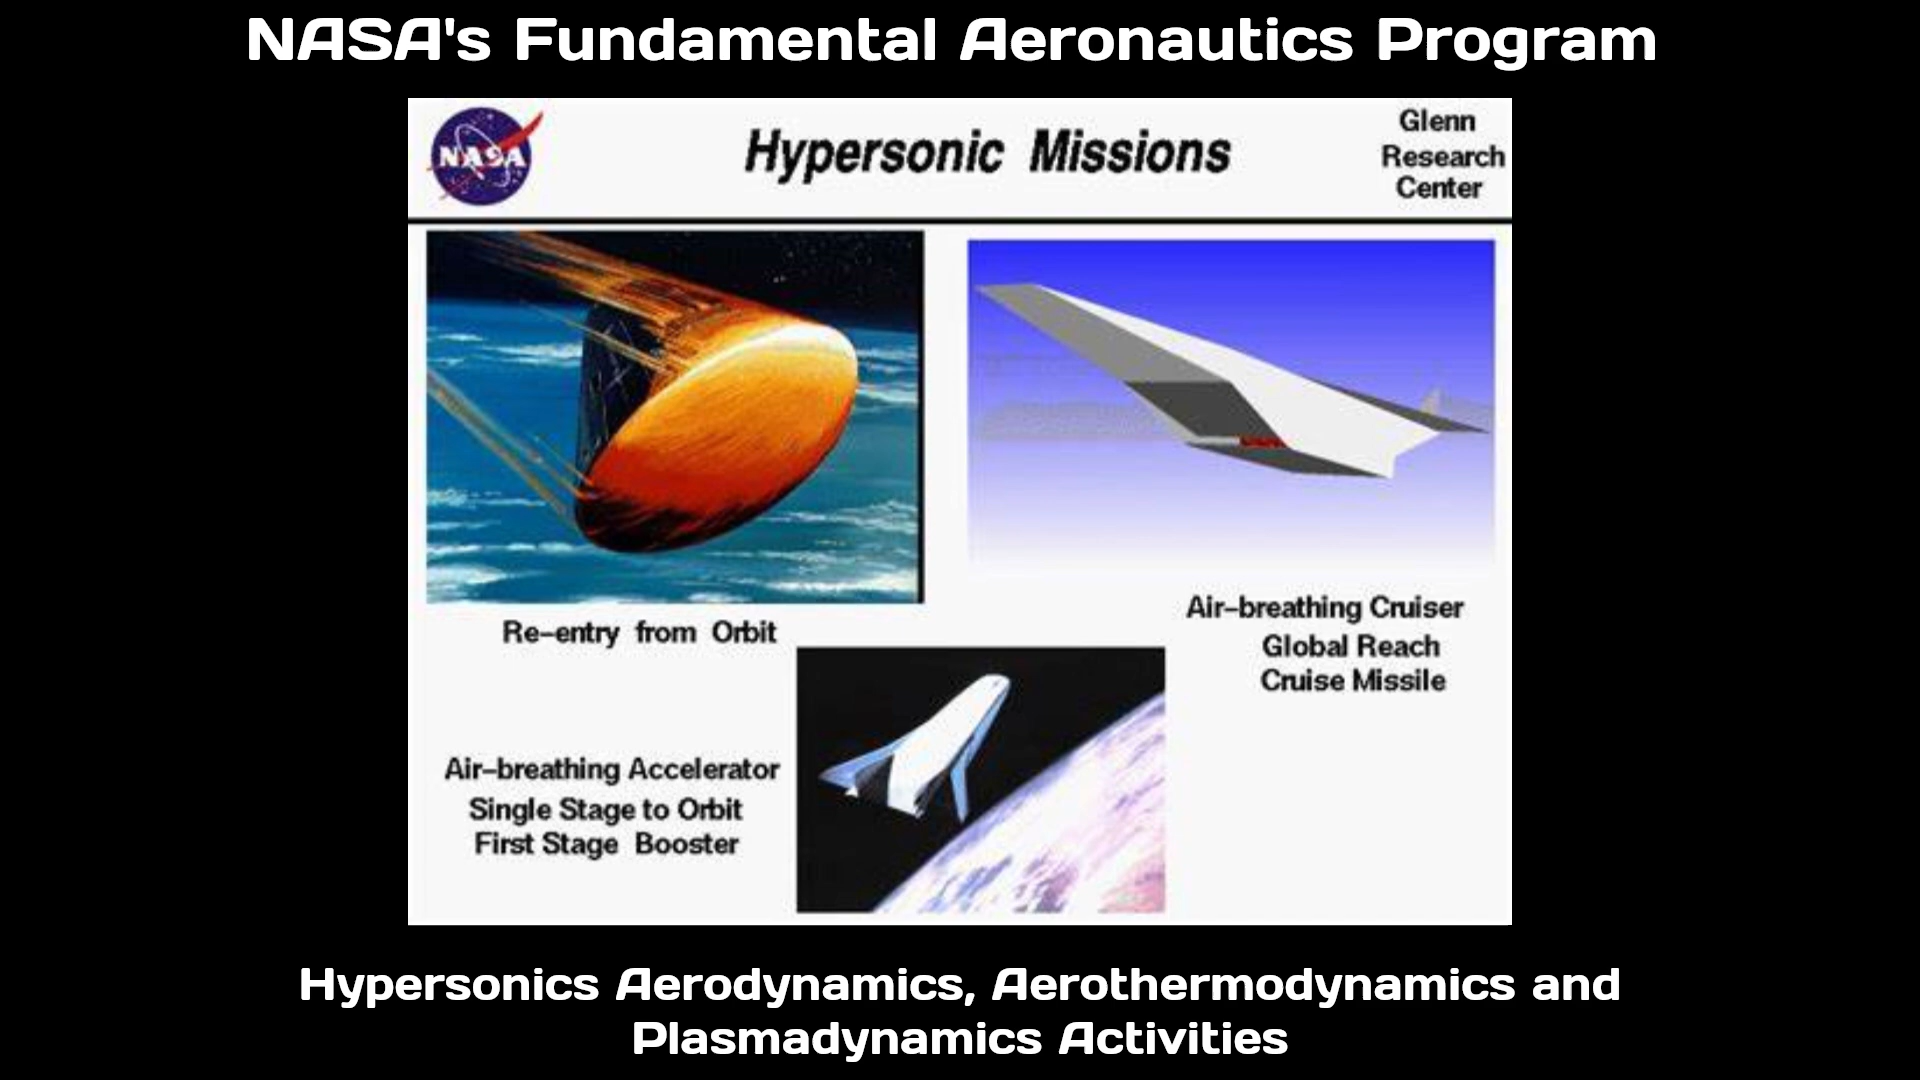 NASA's Fundamental Aeronautics Program
NASA
Hypersonic Missions
Glenn
Research
Center
Re-entry from Orbit
Air-breathing Cruiser
Global Reach
Cruise Missile
Air-breathing Accelerator
Single Stage to Orbit
First Stage Booster
Hypersonics Aerodynamics, Aerothermodynamics and
Plasmadynamics Activities